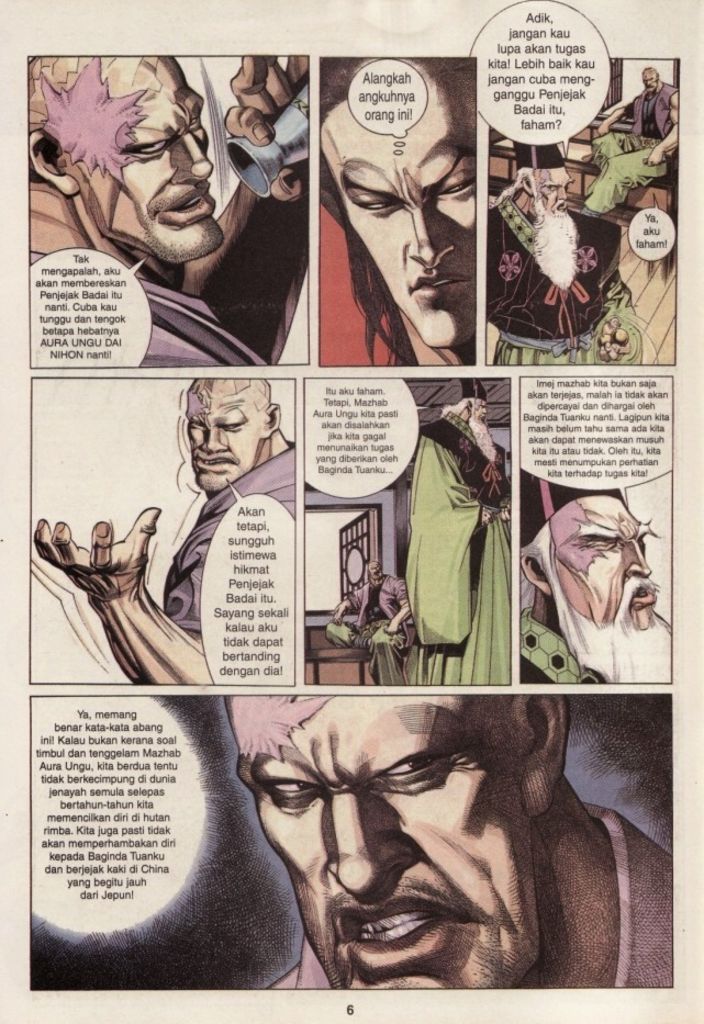 Tak
mengapalah, aku
akan membereskan
Penjejak Badai itu
nanti. Cuba kau
tunggu dan tengok
betapa hebatnya
AURA UNGU DAI
NIHON nanti!
Alangkah
angkuhnya
orang ini!
Adik,
jangan kau
lupa akan tugas
kita! Lebih baik kau
jangan cuba meng-
ganggu Penjejak
Badai itu,
faham?
Ya,
aku
faham!
Akan
tetapi,
sungguh
istimewa
hikmat
Penjejak
Badai itu.
Sayang sekali
kalau aku
tidak dapat
bertanding
dengan dia!
Itu aku faham.
Tetapi, Mazhab
Aura Ungu kita pasti
akan disalahkan
jika kita gagal
menunaikan tugas
yang diberikan oleh
Baginda Tuanku...
Imej mazhab kita bukan saja
akan terjejas, malah ia tidak akan
dipercayai dan dihargai oleh
Baginda Tuanku nanti. Lagipun kita
masih belum tahu sama ada kita
akan dapat menewaskan musuh
kita itu atau tidak. Oleh itu, kita
mesti menumpukan perhatian
kita terhadap tugas kita!
Ya, memang
benar kata-kata abang
ini! Kalau bukan kerana soal
timbul dan tenggelam Mazhab
Aura Ungu, kita berdua tentu
tidak berkecimpung di dunia
jenayah semula selepas
bertahun-tahun kita
memencilkan diri di hutan
rimba. Kita juga pasti tidak
akan memperhambakan diri
kepada Baginda Tuanku
dan berjejak kaki di China
yang begitu jauh
dari Jepun!
6